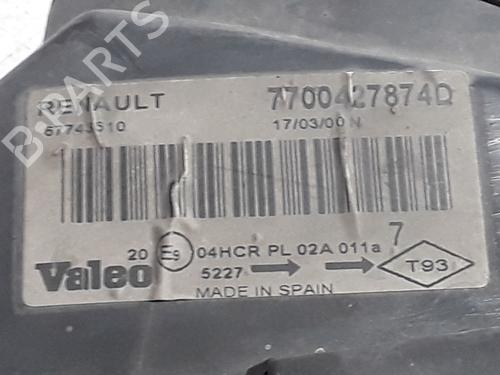 B-PARTS
RENAULT 7700427874D
67743510 17/03/00 N
20 E9 04HCR PL 02A 011a 7
Valeo 5227 T93
MADE IN SPAIN